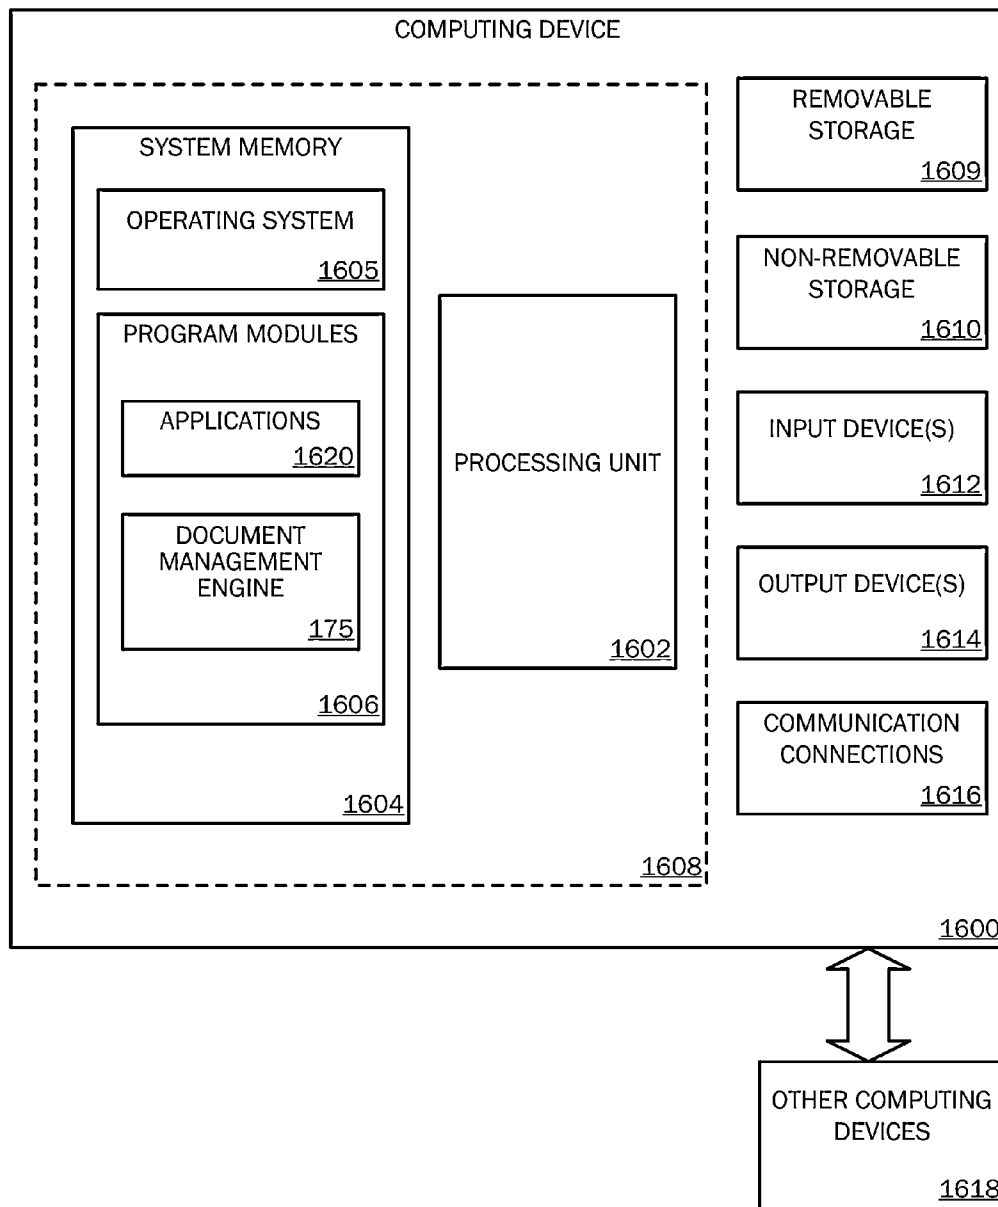 COMPUTING DEVICE
SYSTEM MEMORY
OPERATING SYSTEM
1605
PROGRAM MODULES
APPLICATIONS
1620
DOCUMENT
MANAGEMENT
ENGINE
175
1606
1604
PROCESSING UNIT
1602
1608
REMOVABLE
STORAGE
1609
NON-REMOVABLE
STORAGE
1610
INPUT DEVICE(S)
1612
OUTPUT DEVICE(S)
1614
COMMUNICATION
CONNECTIONS
1616
1600
OTHER COMPUTING
DEVICES
1618